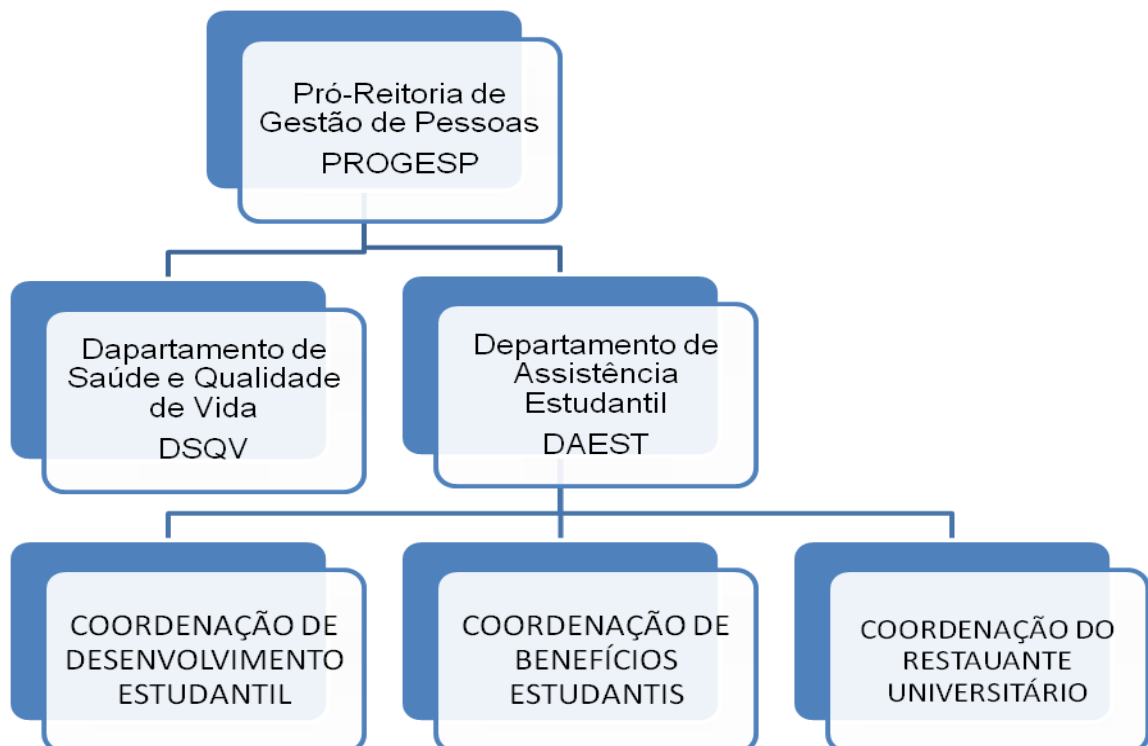 Pró-Reitoria de
Gestão de Pessoas
PROGESP
Dapartamento de
Saúde e Qualidade
de Vida
DSQV
Departamento de
Assistência
Estudantil
DAEST
COORDENAÇÃO DE
DESENVOLVIMENTO
ESTUDANTIL
COORDENAÇÃO DE
BENEFÍCIOS
ESTUDANTIS
COORDENAÇÃO DO
RESTAUANTE
UNIVERSITÁRIO